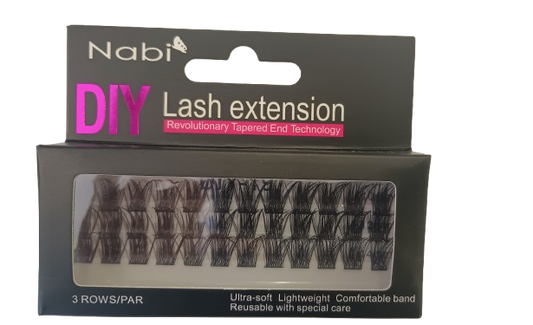 Nabi
DIY Lash extension
Revolutionary Tapered End Technology
3 ROWS/PAR
Ultra-soft Lightweight Comfortable band
Reusable with special care